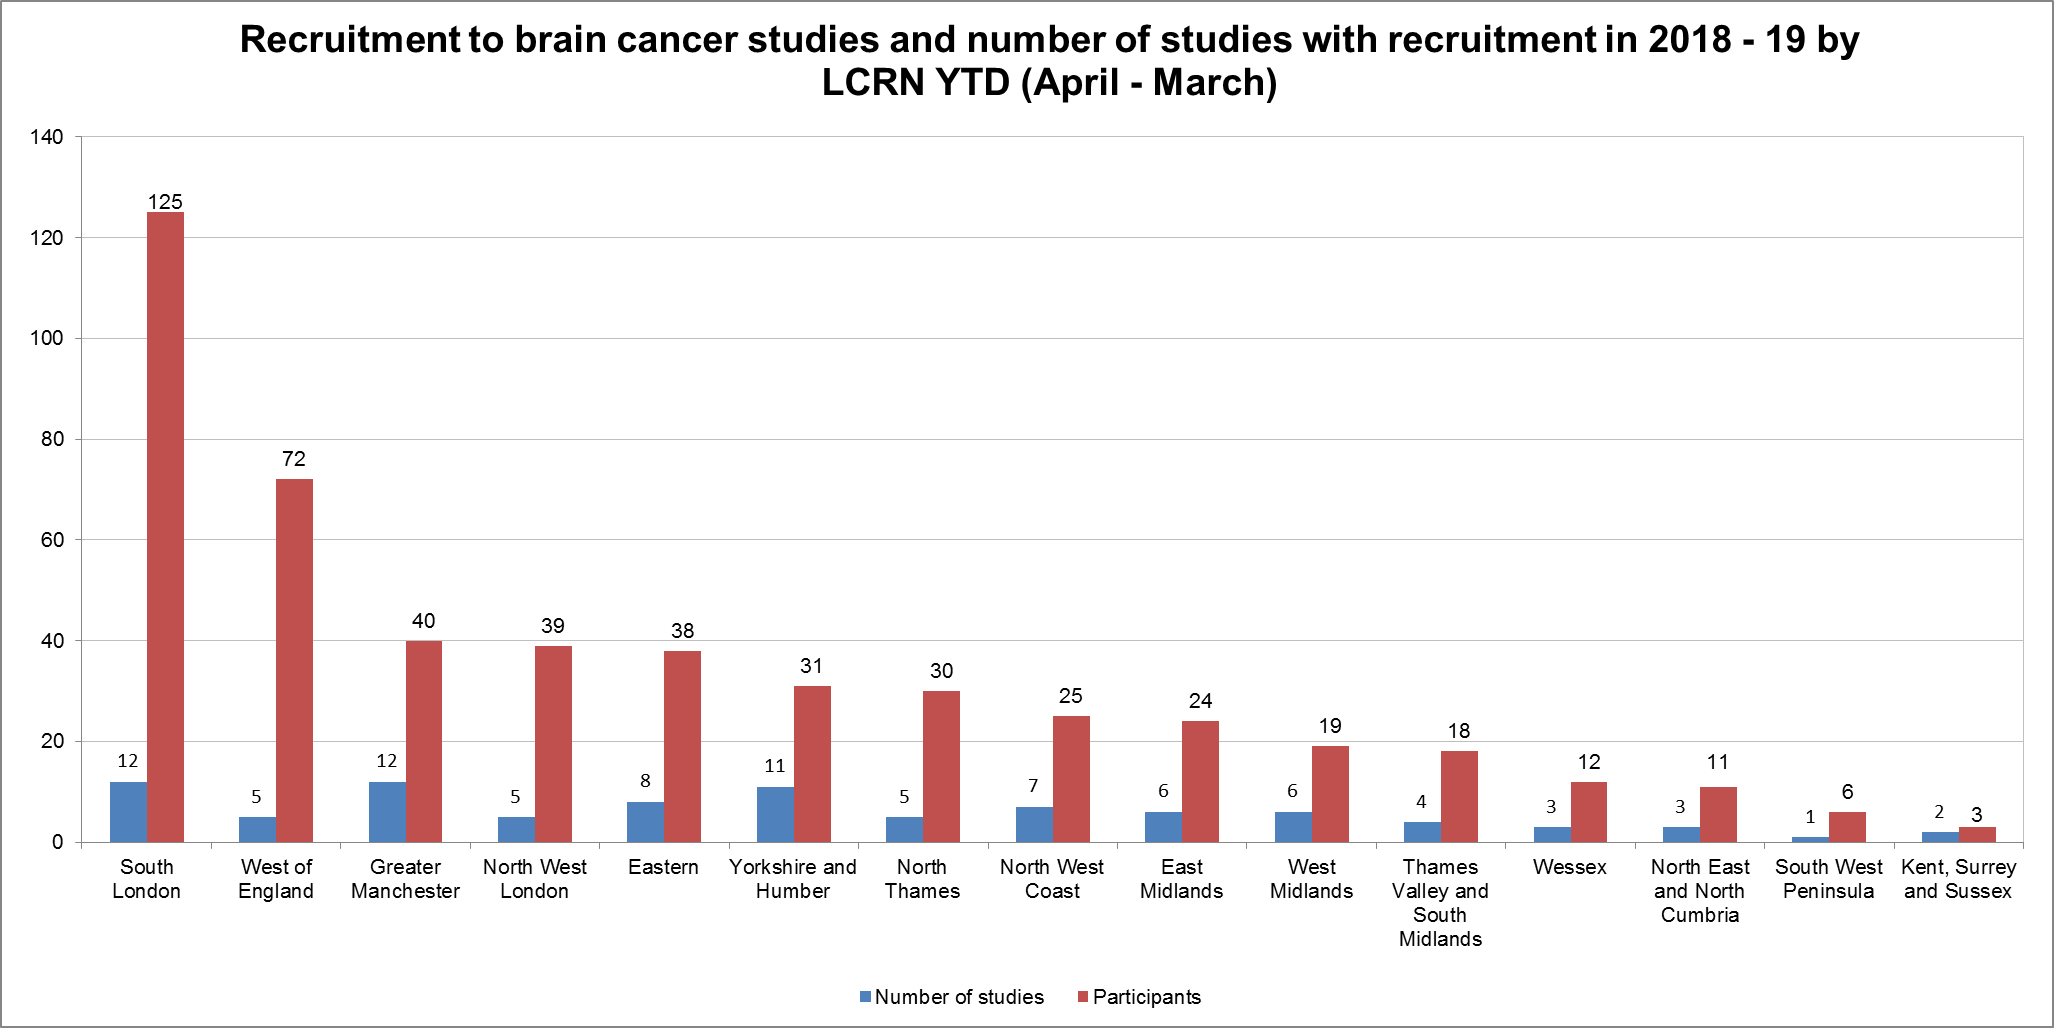 Recruitment to brain cancer studies and number of studies with recruitment in 2018 - 19 by
LCRN YTD (April - March)
140
120
100
80
60
40
20
0
125
72
40
39
38
31
30
25
24
19
18
12
11
6
3
12
5
12
5
8
11
5
7
6
6
4
3
3
1
2
South
London
West of
England
Greater
Manchester
North West
London
Eastern
Yorkshire and
Humber
North
Thames
North West
Coast
East
Midlands
West
Midlands
Thames
Valley and
South
Midlands
Wessex
North East
and North
Cumbria
South West
Peninsula
Kent, Surrey
and Sussex
Number of studies
Participants